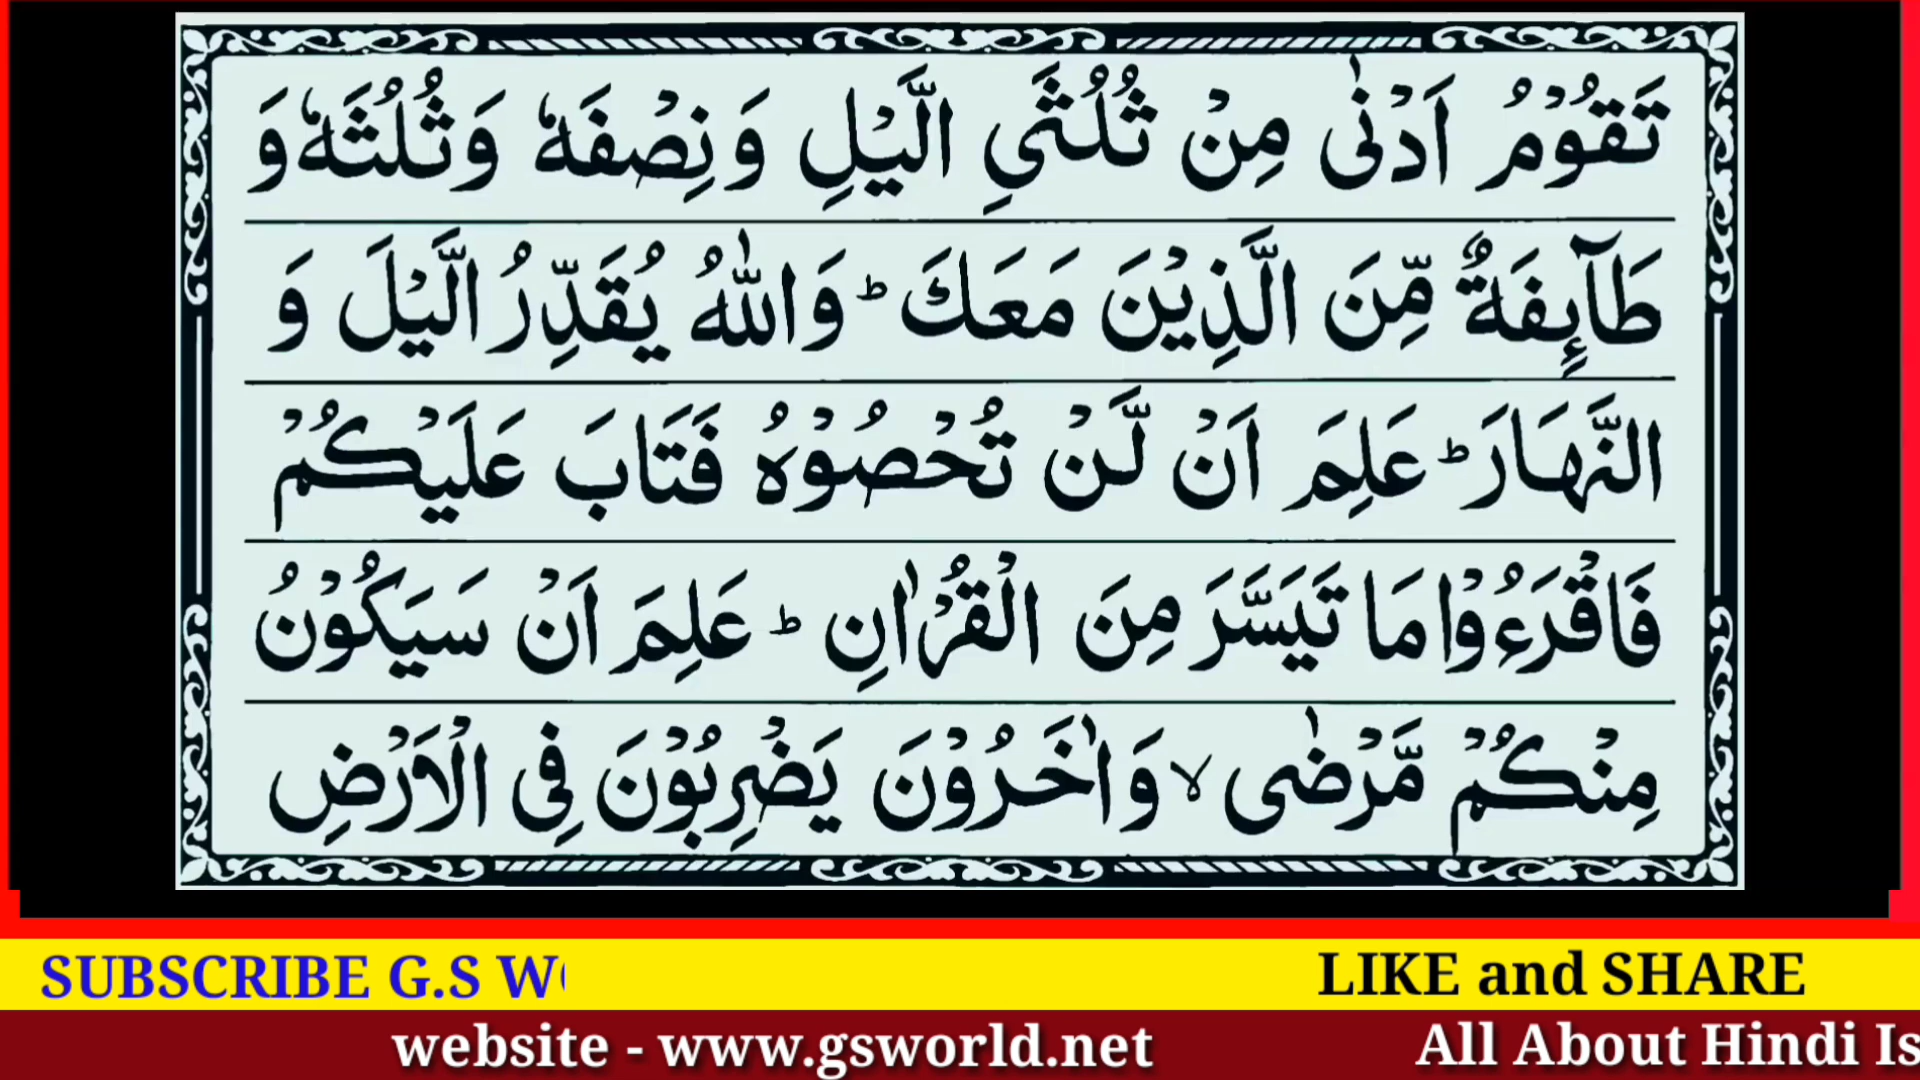 تَقُوۡمُ اَدۡنٰى مِنۡ ثُلُثَىِ الَّيۡلِ وَ نِصۡفَهٗ وَ ثُلُثَهٗ وَ
طَآٮِٕفَةٌ مِّنَ الَّذِيۡنَ مَعَكَ ؕ وَاللّٰهُ يُقَدِّرُ الَّيۡلَ وَ
النَّهَارَ ؕ عَلِمَ اَنۡ لَّنۡ تُحۡصُوۡهُ فَتَابَ عَلَيۡكُمۡ
فَاقۡرَءُوۡا مَا تَيَسَّرَ مِنَ الۡقُرۡاٰنِ ؕ عَلِمَ اَنۡ سَيَكُوۡنُ
مِنۡكُمۡ مَّرۡضٰى ۙ وَاٰخَرُوۡنَ يَضۡرِبُوۡنَ فِى الۡاَرۡضِ
SUBSCRIBE G.S W LIKE and SHARE
website - www.gsworld.net All About Hindi Is